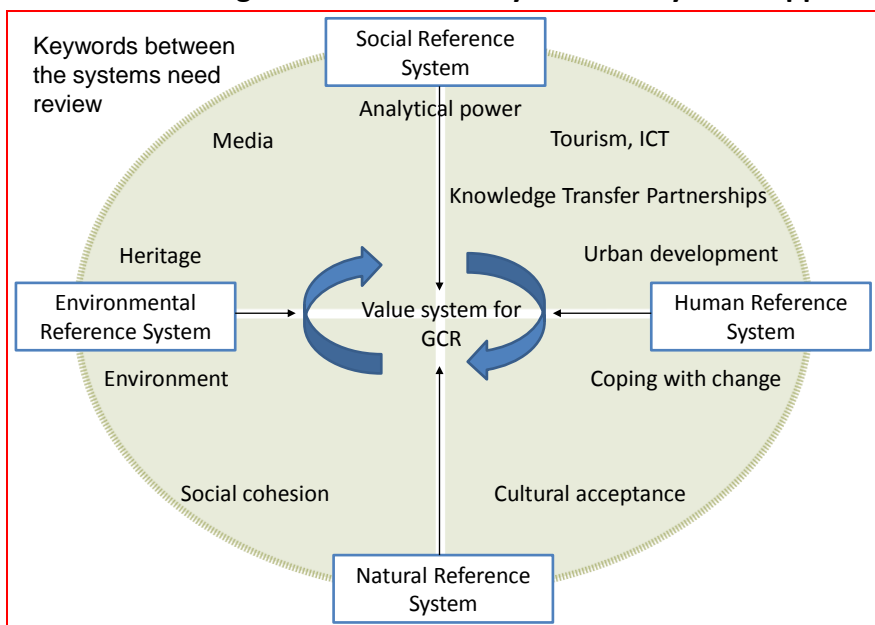 Keywords between
the systems need
review
Social Reference
System
Analytical power
Media
Tourism, ICT
Knowledge Transfer Partnerships
Heritage
Urban development
Environmental
Reference System
Value system for
GCR
Human Reference
System
Environment
Coping with change
Social cohesion
Cultural acceptance
Natural Reference
System